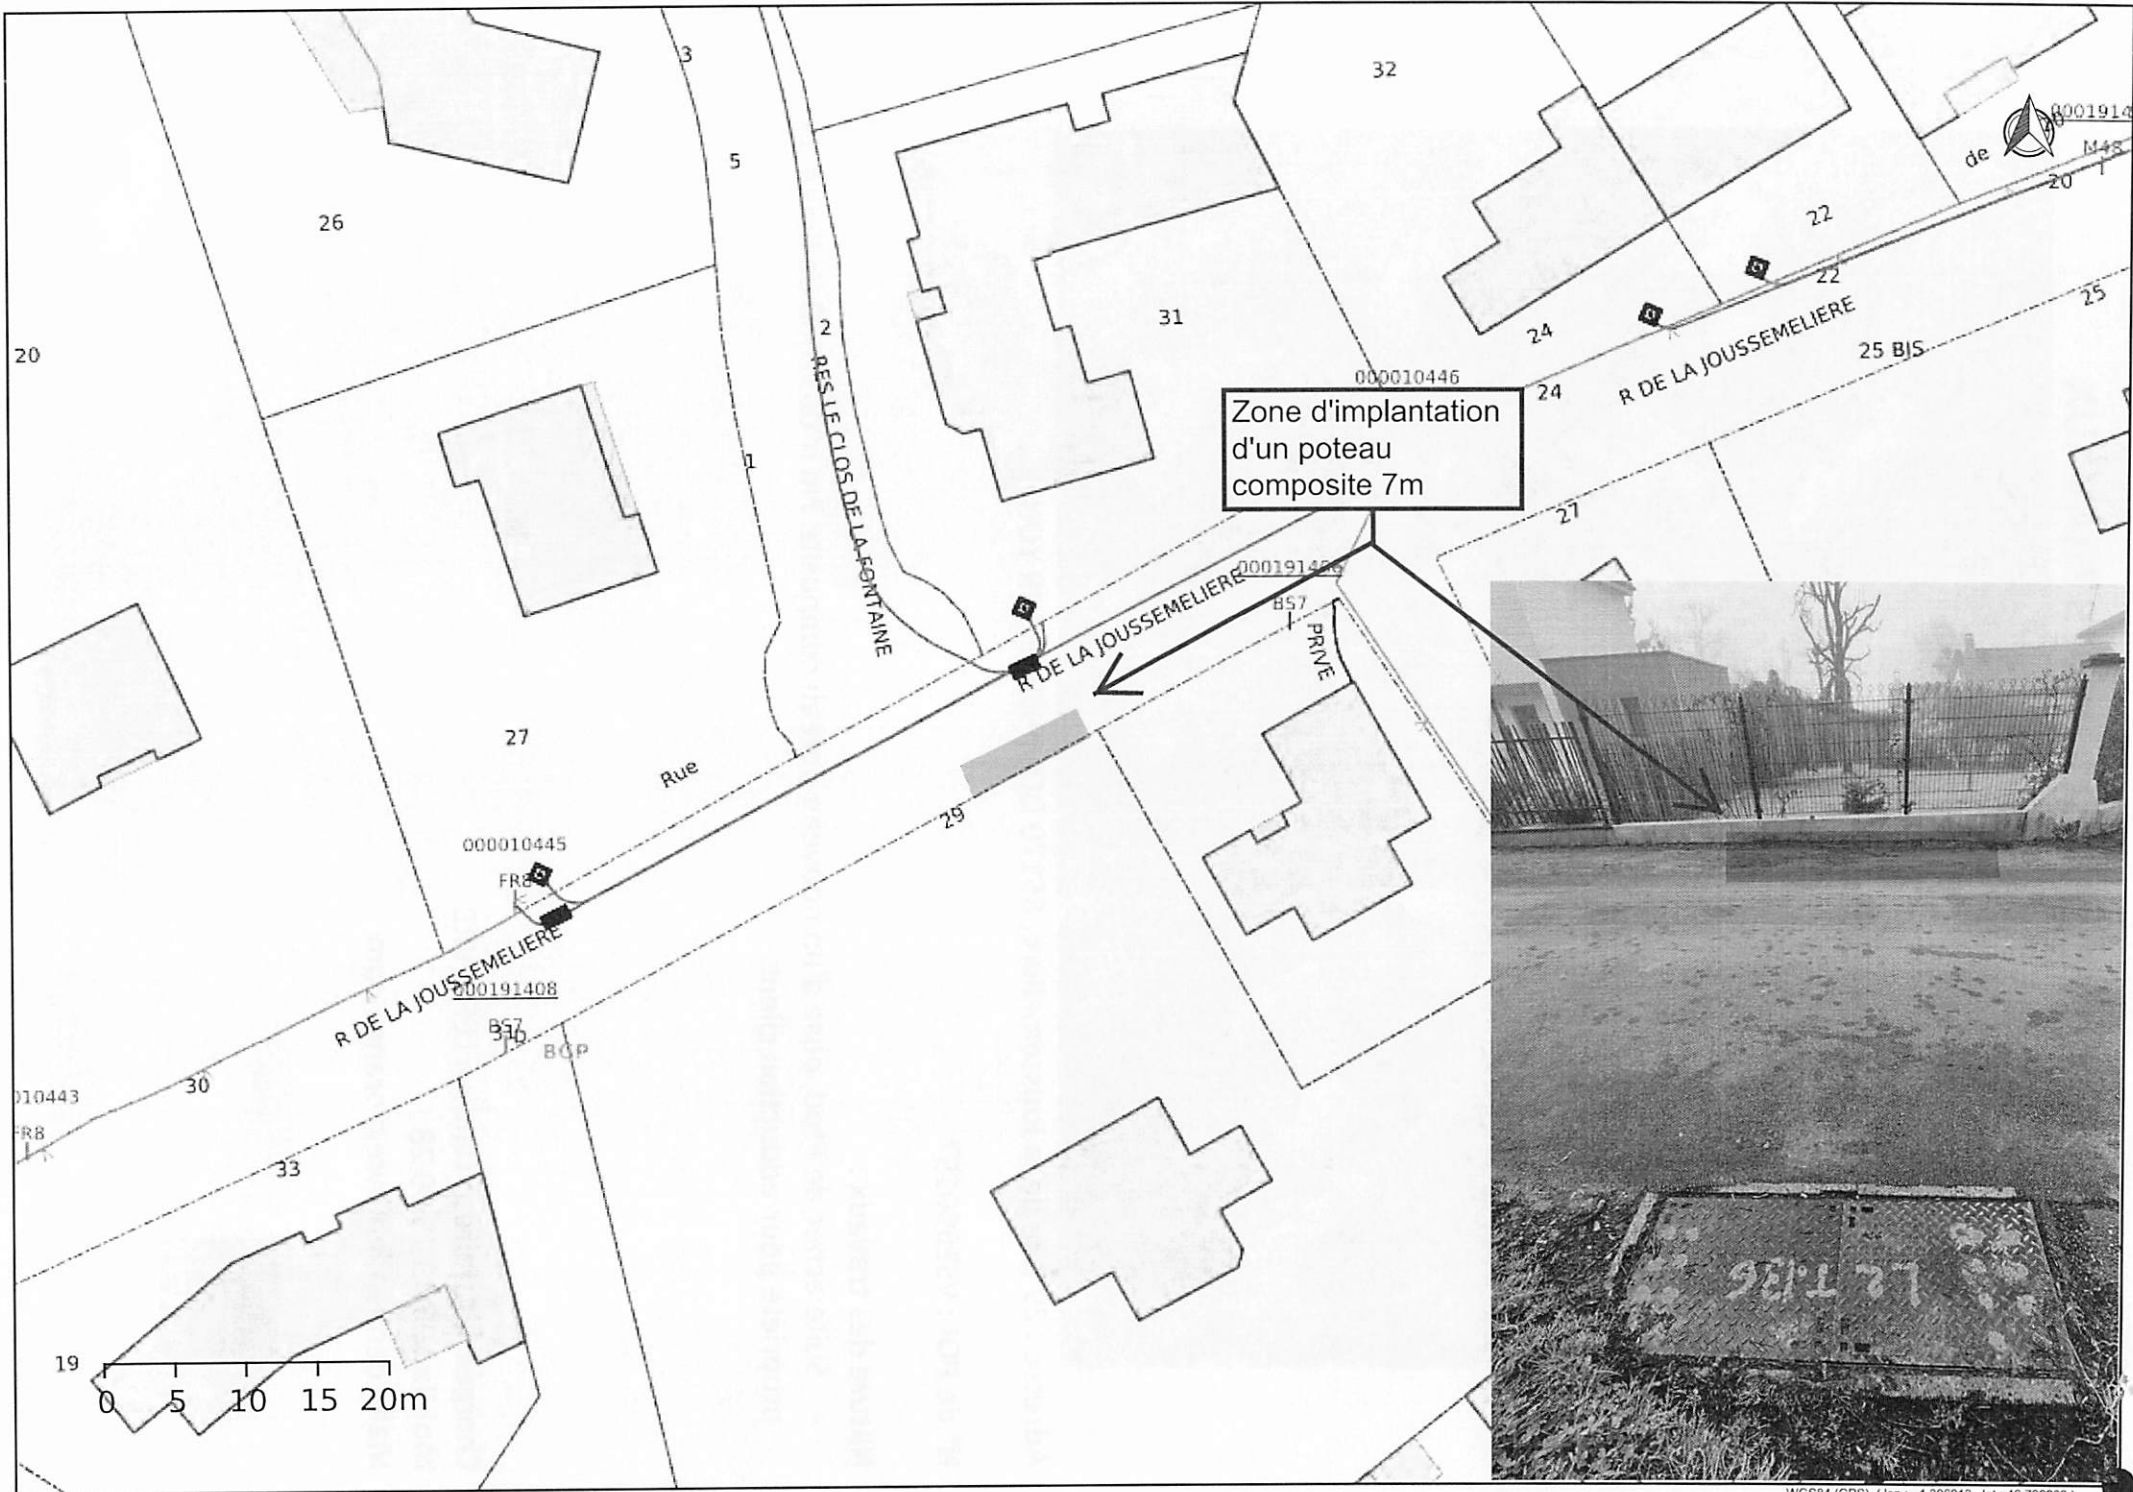 3
32
5
26
20
2
31
RES LE CLOS DE LA FONTAINE
1
27
Rue
de
M48
20
22
22
24
24
25
25 BIS
R DE LA JOUSSEMELIERE
000010446
Zone d'implantation
d'un poteau
composite 7m
27
BS7
PRIVE
R DE LA JOUSSEMELIERE
29
000010445
FR8
R DE LA JOUSSEMELIERE
000191408
BS7
BGP
30
010443
FR8
33
19
0 5 10 15 20m
L2T 136